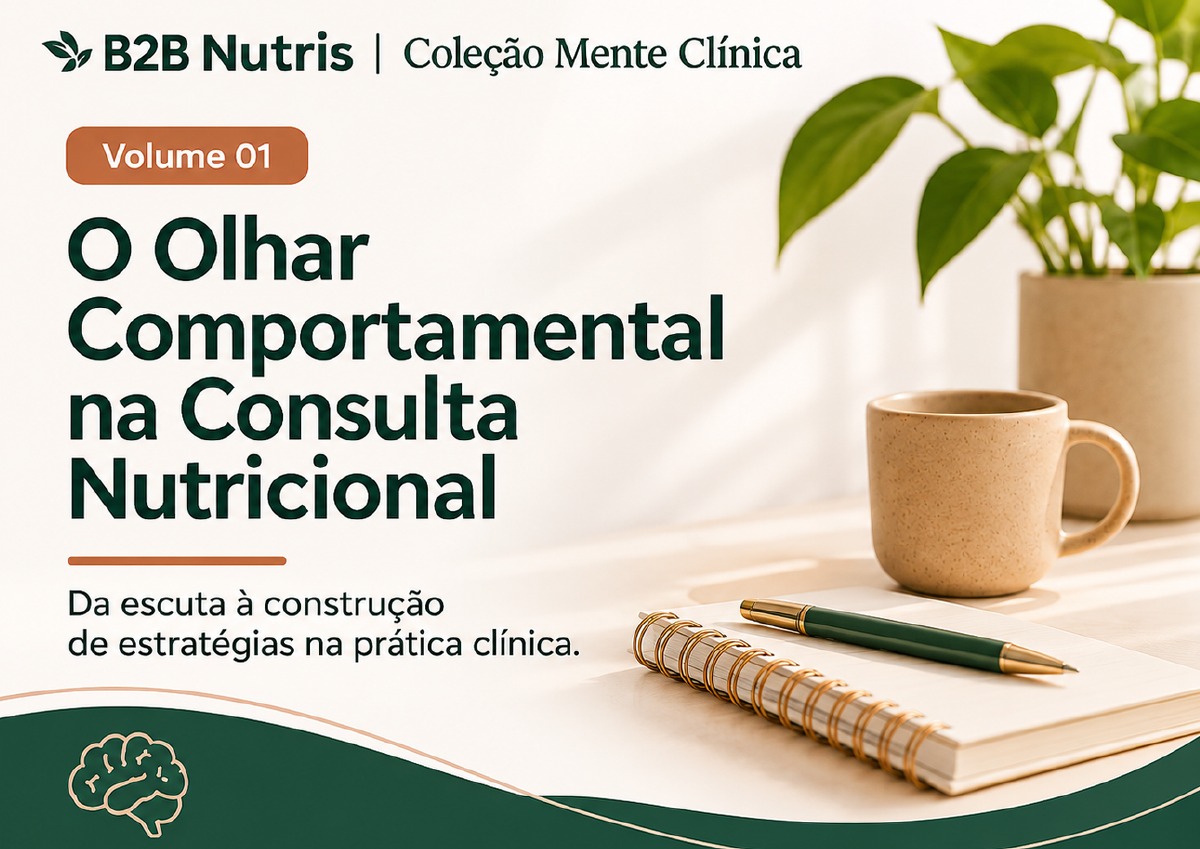 B2B Nutris | Coleção Mente Clínica
Volume 01
O Olhar
Comportamental
na Consulta
Nutricional
Da escuta à construção
de estratégias na prática clínica.